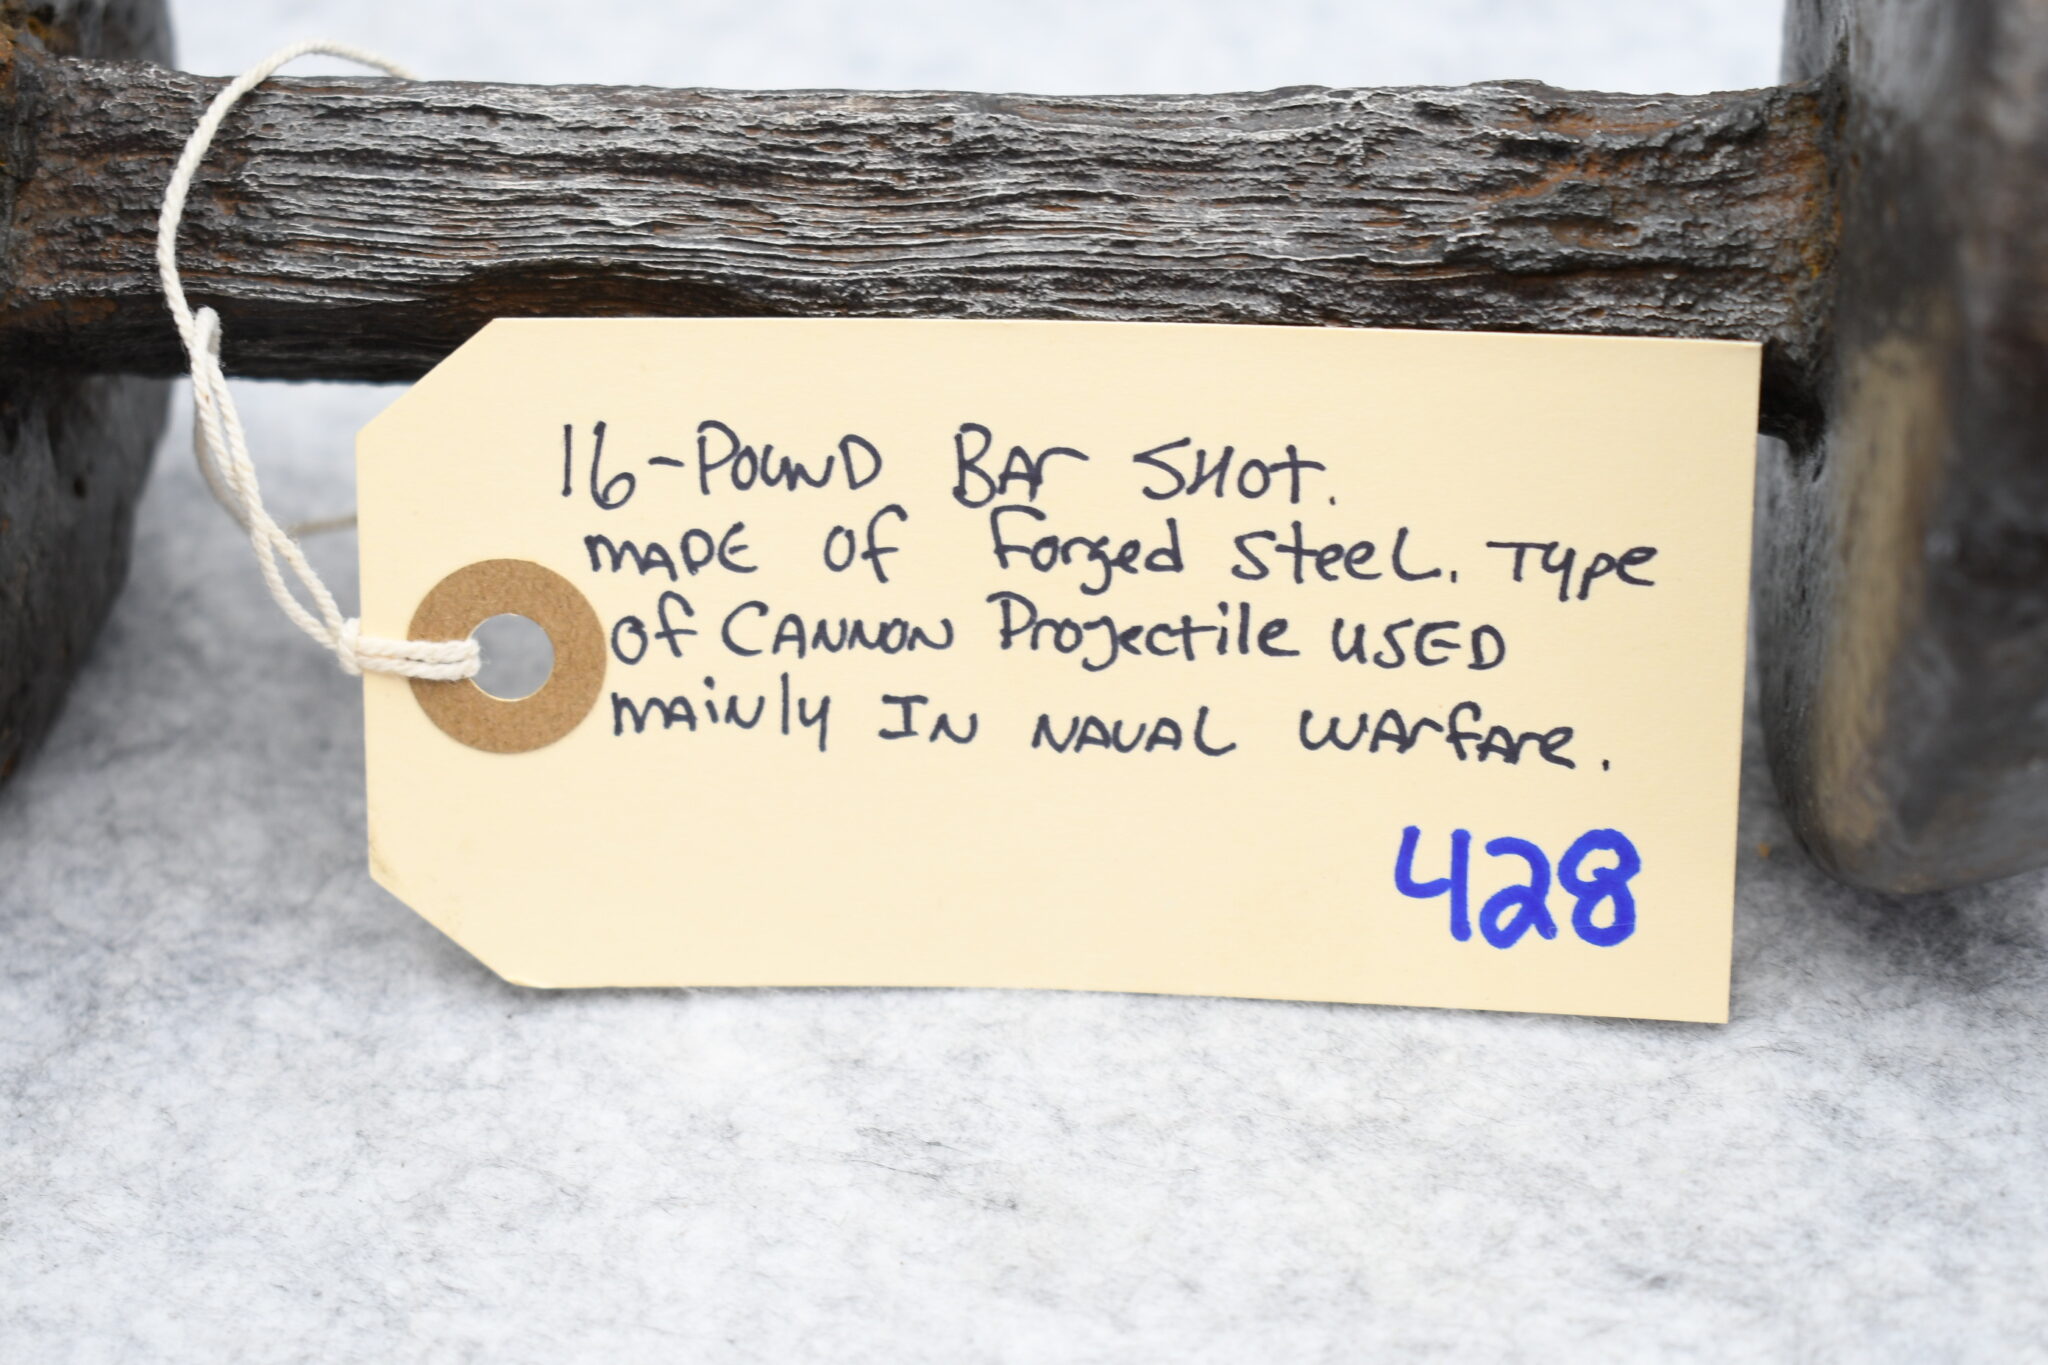 16-POUND BAr SHOT.
MADE Of Forged SteeL. Type
of CANNON Projectile USED
MAiNly IN NAVAL WArfAre.
428